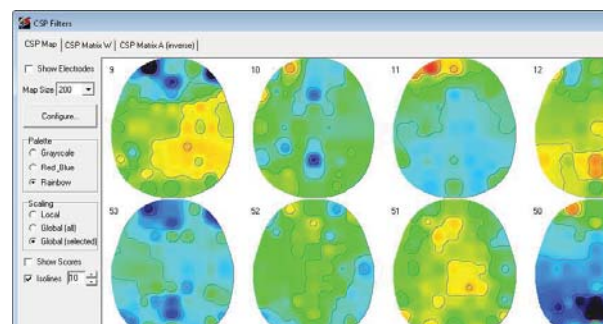 CSP Filters
CSP Map | CSP Matrix W | CSP Matrix A (inverse)
Show Electrodes
Map Size 200
Configure...
Palette
Grayscale
Red_Blue
Rainbow
Scaling
Local
Global (all)
Global (selected)
Show Scores
Isolines 10
9 10 11 12
53 52 51 50